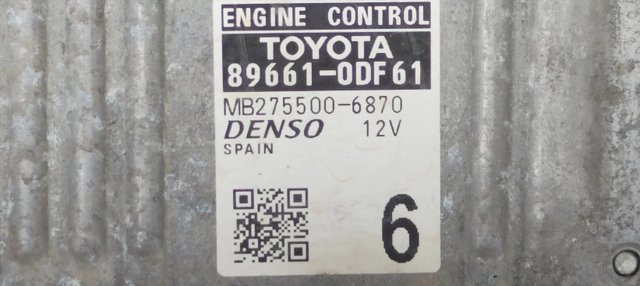 ENGINE CONTROL
TOYOTA
89661-0DF61
MB275500-6870
DENSO 12V
SPAIN
6